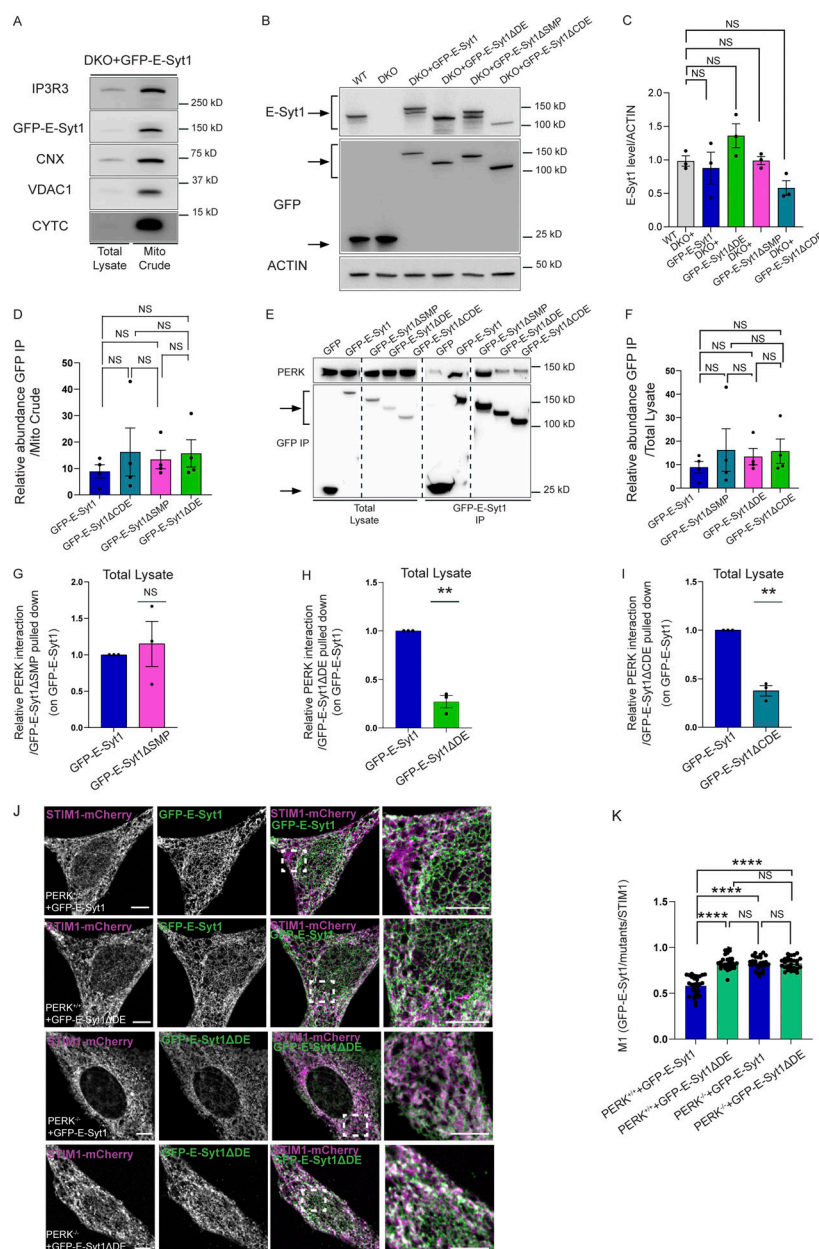 A
DKO+GFP-E-Syt1
IP3R3
250 kD
GFP-E-Syt1
150 kD
CNX
75 kD
VDAC1
37 kD
15 kD
CYTC
Total Lysate
Mito Crude
B
WT
DKO
DKO+GFP-E-Syt1
DKO+GFP-E-Syt1ΔDE
DKO+GFP-E-Syt1ΔSMP
DKO+GFP-E-Syt1ΔCDE
E-Syt1
150 kD
100 kD
150 kD
100 kD
GFP
25 kD
ACTIN
50 kD
C
NS
NS
NS
NS
E-Syt1 level/ACTIN
2.0
1.5
1.0
0.5
0.0
WT
DKO+
GFP-E-Syt1
DKO+
GFP-E-Syt1ΔDE
DKO+
GFP-E-Syt1ΔSMP
DKO+
GFP-E-Syt1ΔCDE
D
NS
NS
NS
NS
NS
NS
Relative abundance GFP IP
/Mito Crude
50
40
30
20
10
0
GFP-E-Syt1
GFP-E-Syt1ΔCDE
GFP-E-Syt1ΔSMP
GFP-E-Syt1ΔDE
E
GFP
GFP-E-Syt1
GFP-E-Syt1ΔSMP
GFP-E-Syt1ΔDE
GFP-E-Syt1ΔCDE
GFP
GFP-E-Syt1
GFP-E-Syt1ΔSMP
GFP-E-Syt1ΔDE
GFP-E-Syt1ΔCDE
PERK
150 kD
150 kD
100 kD
GFP IP
25 kD
Total
Lysate
GFP-E-Syt1
IP
F
NS
NS
NS
NS
NS
NS
Relative abundance GFP IP
/Total Lysate
50
40
30
20
10
0
GFP-E-Syt1
GFP-E-Syt1ΔSMP
GFP-E-Syt1ΔDE
GFP-E-Syt1ΔCDE
G
Total Lysate
NS
Relative PERK interaction
/GFP-E-Syt1ΔSMP pulled down
(on GFP-E-Syt1)
2.0
1.5
1.0
0.5
0.0
GFP-E-Syt1
GFP-E-Syt1ΔSMP
H
Total Lysate
**
Relative PERK interaction
/GFP-E-Syt1ΔDE pulled down
(on GFP-E-Syt1)
1.5
1.0
0.5
0.0
GFP-E-Syt1
GFP-E-Syt1ΔDE
I
Total Lysate
**
Relative PERK interaction
/GFP-E-Syt1ΔCDE pulled down
(on GFP-E-Syt1)
1.5
1.0
0.5
0.0
GFP-E-Syt1
GFP-E-Syt1ΔCDE
J
STIM1-mCherry
GFP-E-Syt1
STIM1-mCherry
GFP-E-Syt1
PERK+/+
+GFP-E-Syt1
STIM1-mCherry
GFP-E-Syt1
STIM1-mCherry
GFP-E-Syt1
PERK+/+
+GFP-E-Syt1ΔDE
STIM1-mCherry
GFP-E-Syt1ΔDE
STIM1-mCherry
GFP-E-Syt1ΔDE
PERK-/-
+GFP-E-Syt1
STIM1-mCherry
GFP-E-Syt1ΔDE
STIM1-mCherry
GFP-E-Syt1ΔDE
PERK-/-
+GFP-E-Syt1ΔDE
K
****
NS
****
****
NS
NS
M1 (GFP-E-Syt1/mutants/STIM1)
1.5
1.0
0.5
0.0
PERK+/++GFP-E-Syt1
PERK+/++GFP-E-Syt1ΔDE
PERK-/-+GFP-E-Syt1
PERK-/-+GFP-E-Syt1ΔDE